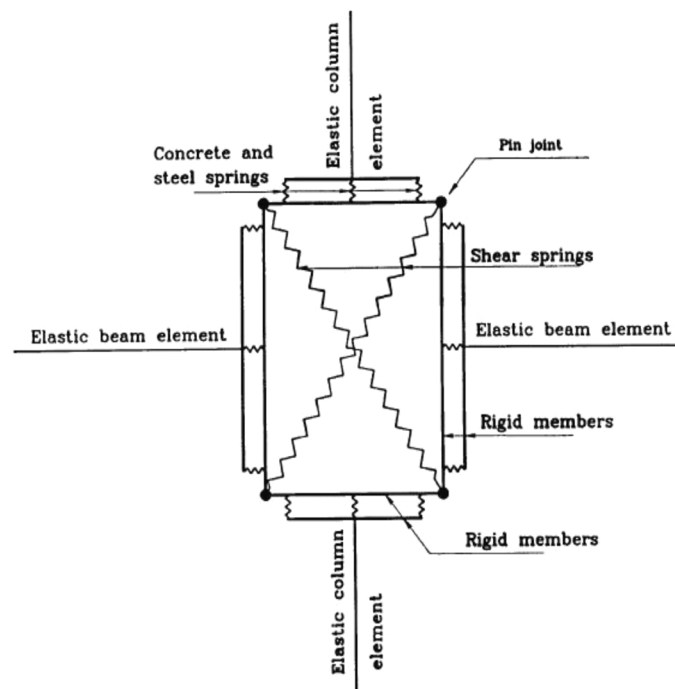 Elastic column
element
Concrete and
steel springs
Pin joint
Shear springs
Elastic beam element
Elastic beam element
Rigid members
Rigid members
Elastic column
element